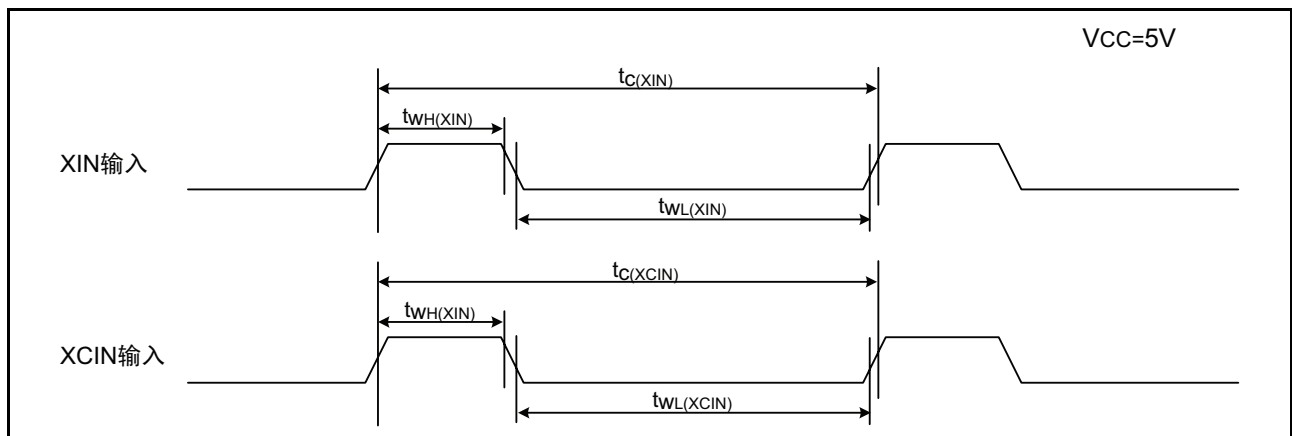 VCC=5V
tC(XIN)
tWH(XIN)
XIN输入
tWL(XIN)
tC(XCIN)
tWH(XIN)
XCIN输入
tWL(XCIN)